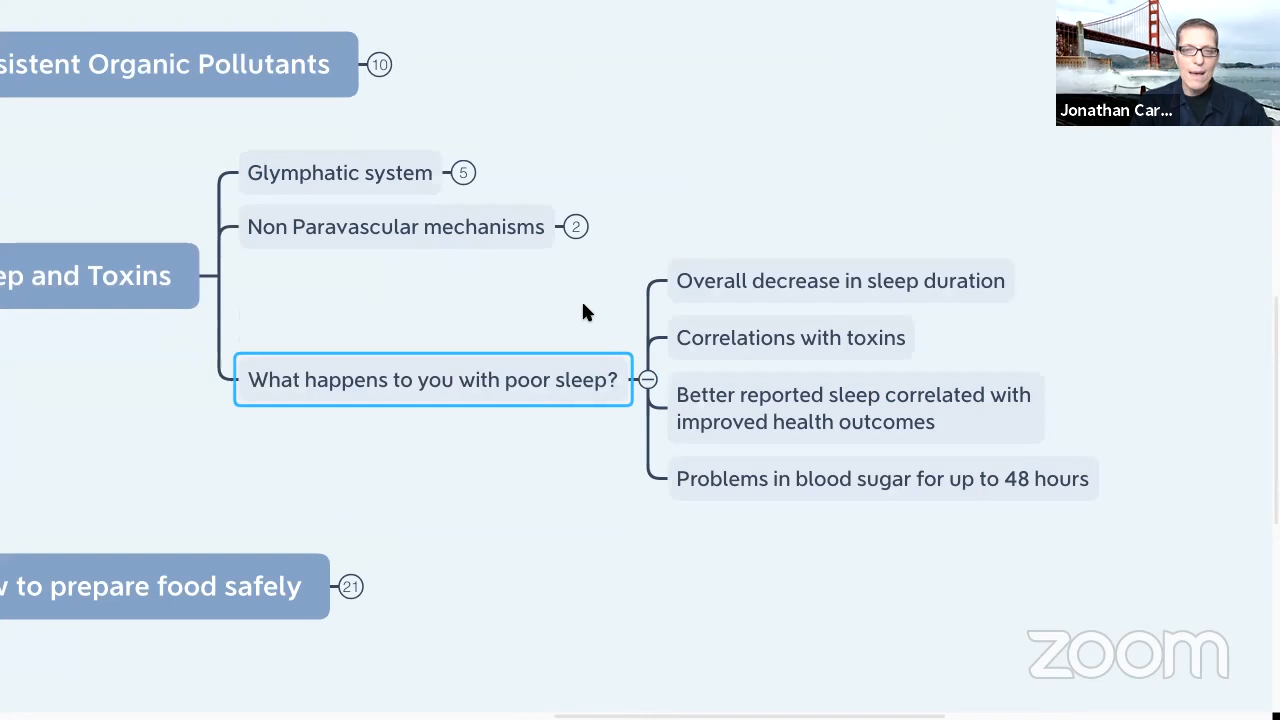 sistent Organic Pollutants
10
Jonathan Car...
Glymphatic system
5
Non Paravascular mechanisms
2
ep and Toxins
Overall decrease in sleep duration
Correlations with toxins
What happens to you with poor sleep?
Better reported sleep correlated with
improved health outcomes
Problems in blood sugar for up to 48 hours
w to prepare food safely
21
zoom